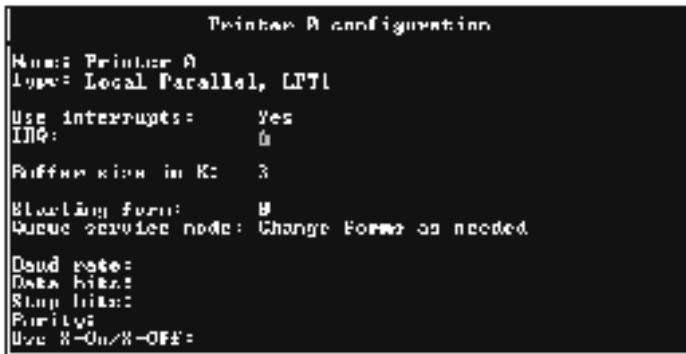 Printer 0 configuration
Name: Printer 0
Type: Local Parallel, LPT1
Use interrupts: Yes
IRQ:
Buffer size in K: 3
Starting form: 0
Queue service mode: Change Forms as needed
Baud rate:
Data bits:
Stop bits:
Parity:
Use X-On/X-Off: